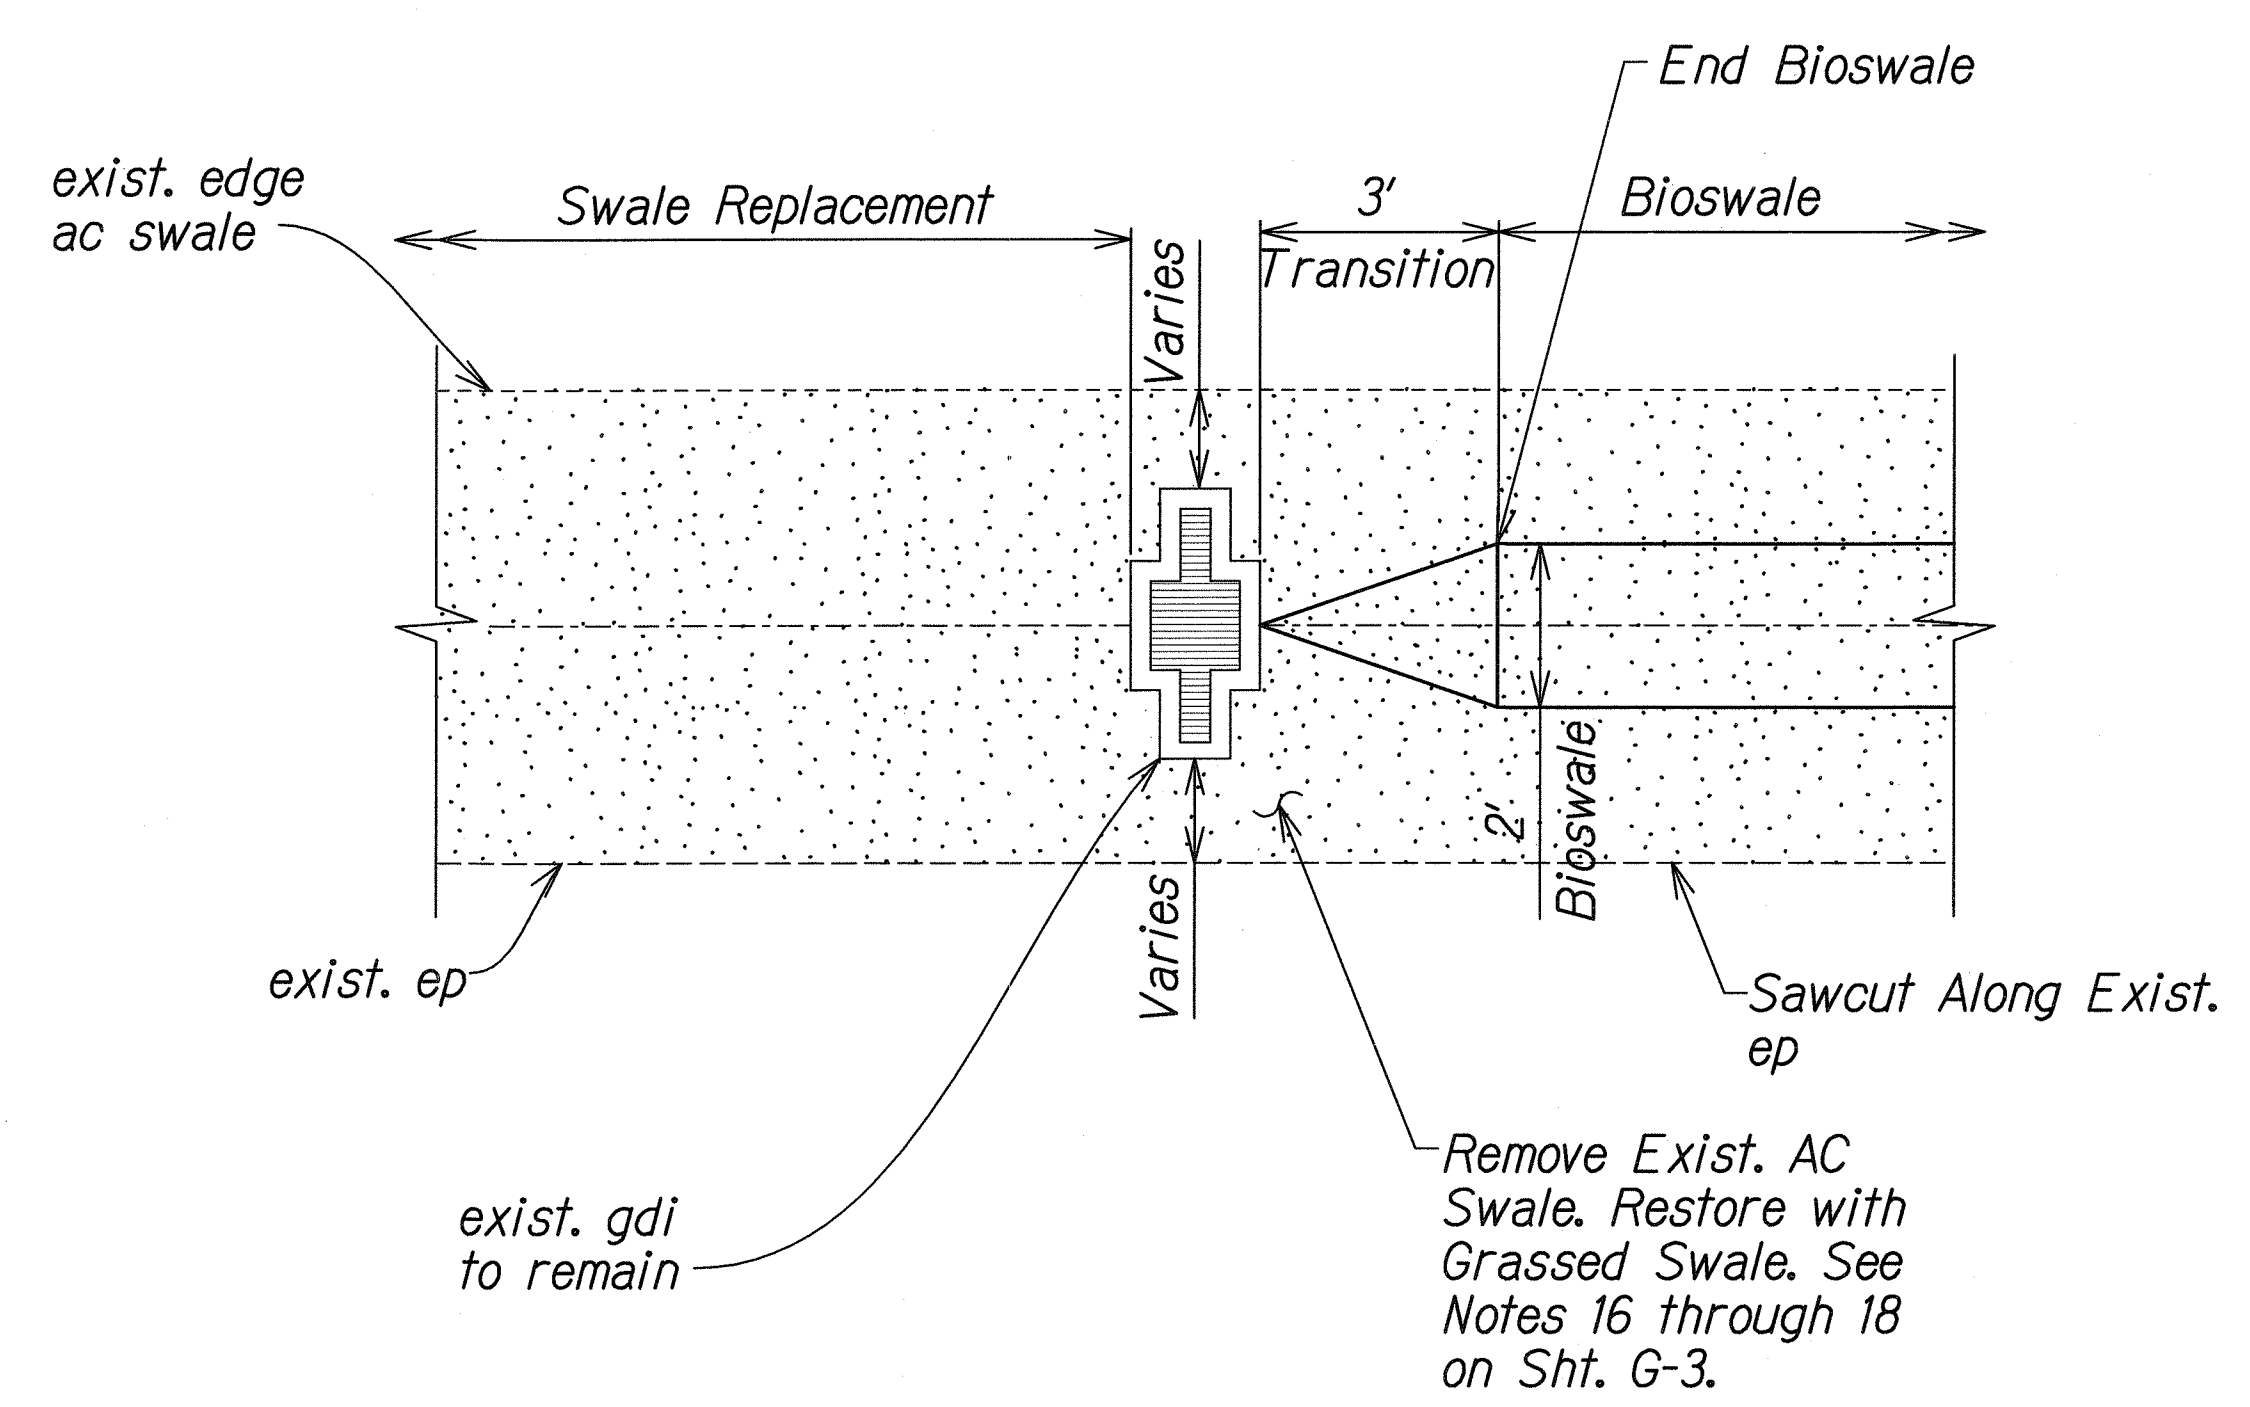 End Bioswale
exist. edge
ac swale
Swale Replacement
3'
Transition
Bioswale
Varies
2'
Bioswale
Varies
exist. ep
Sawcut Along Exist.
ep
exist. gdi
to remain
Remove Exist. AC
Swale. Restore with
Grassed Swale. See
Notes 16 through 18
on Sht. G-3.